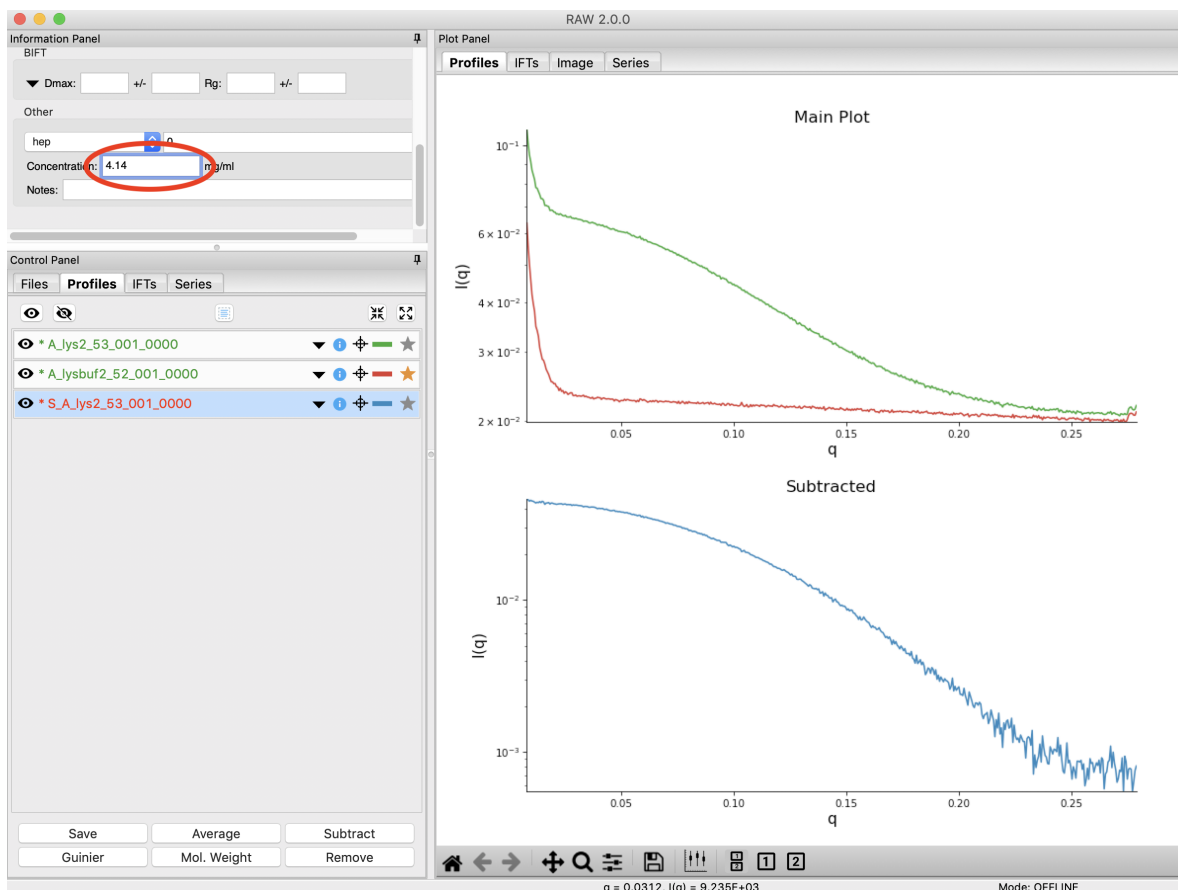 RAW 2.0.0
Information Panel
BIFT
Dmax: +/- Rg: +/-
Other
hep 0
Concentration: 4.14 mg/ml
Notes:
Control Panel
Files Profiles IFTs Series
* A_lys2_53_001_0000
* A_lysbuf2_52_001_0000
* S_A_lys2_53_001_0000
Save Average Subtract
Guinier Mol. Weight Remove
Plot Panel
Profiles IFTs Image Series
Main Plot
10⁻¹
6 × 10⁻²
4 × 10⁻²
3 × 10⁻²
2 × 10⁻²
I(q)
0.05 0.10 0.15 0.20 0.25
q
Subtracted
10⁻²
10⁻³
I(q)
0.05 0.10 0.15 0.20 0.25
q
1 2
1 2
q = 0.0312, I(q) = 9.235E+03 Mode: OFFLINE